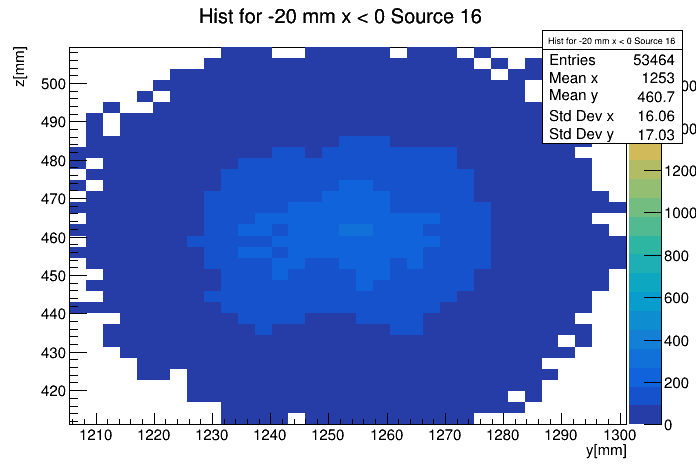 Hist for -20 mm x < 0 Source 16
z[mm]
Hist for -20 mm x < 0 Source 16
Entries 53464
Mean x 1253
Mean y 460.7
Std Dev x 16.06
Std Dev y 17.03
500
490
480
470
460
450
440
430
420
1200
1000
800
600
400
200
0
1210 1220 1230 1240 1250 1260 1270 1280 1290 1300
y[mm]